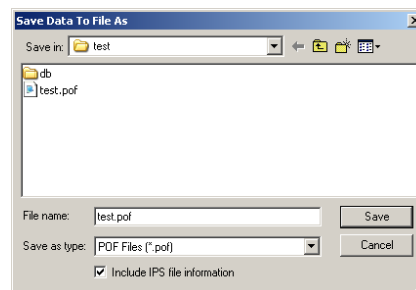 Save Data To File As
Save in: test
db
test.pof
File name: test.pof Save
Save as type: POF Files (*.pof) Cancel
Include IPS file information